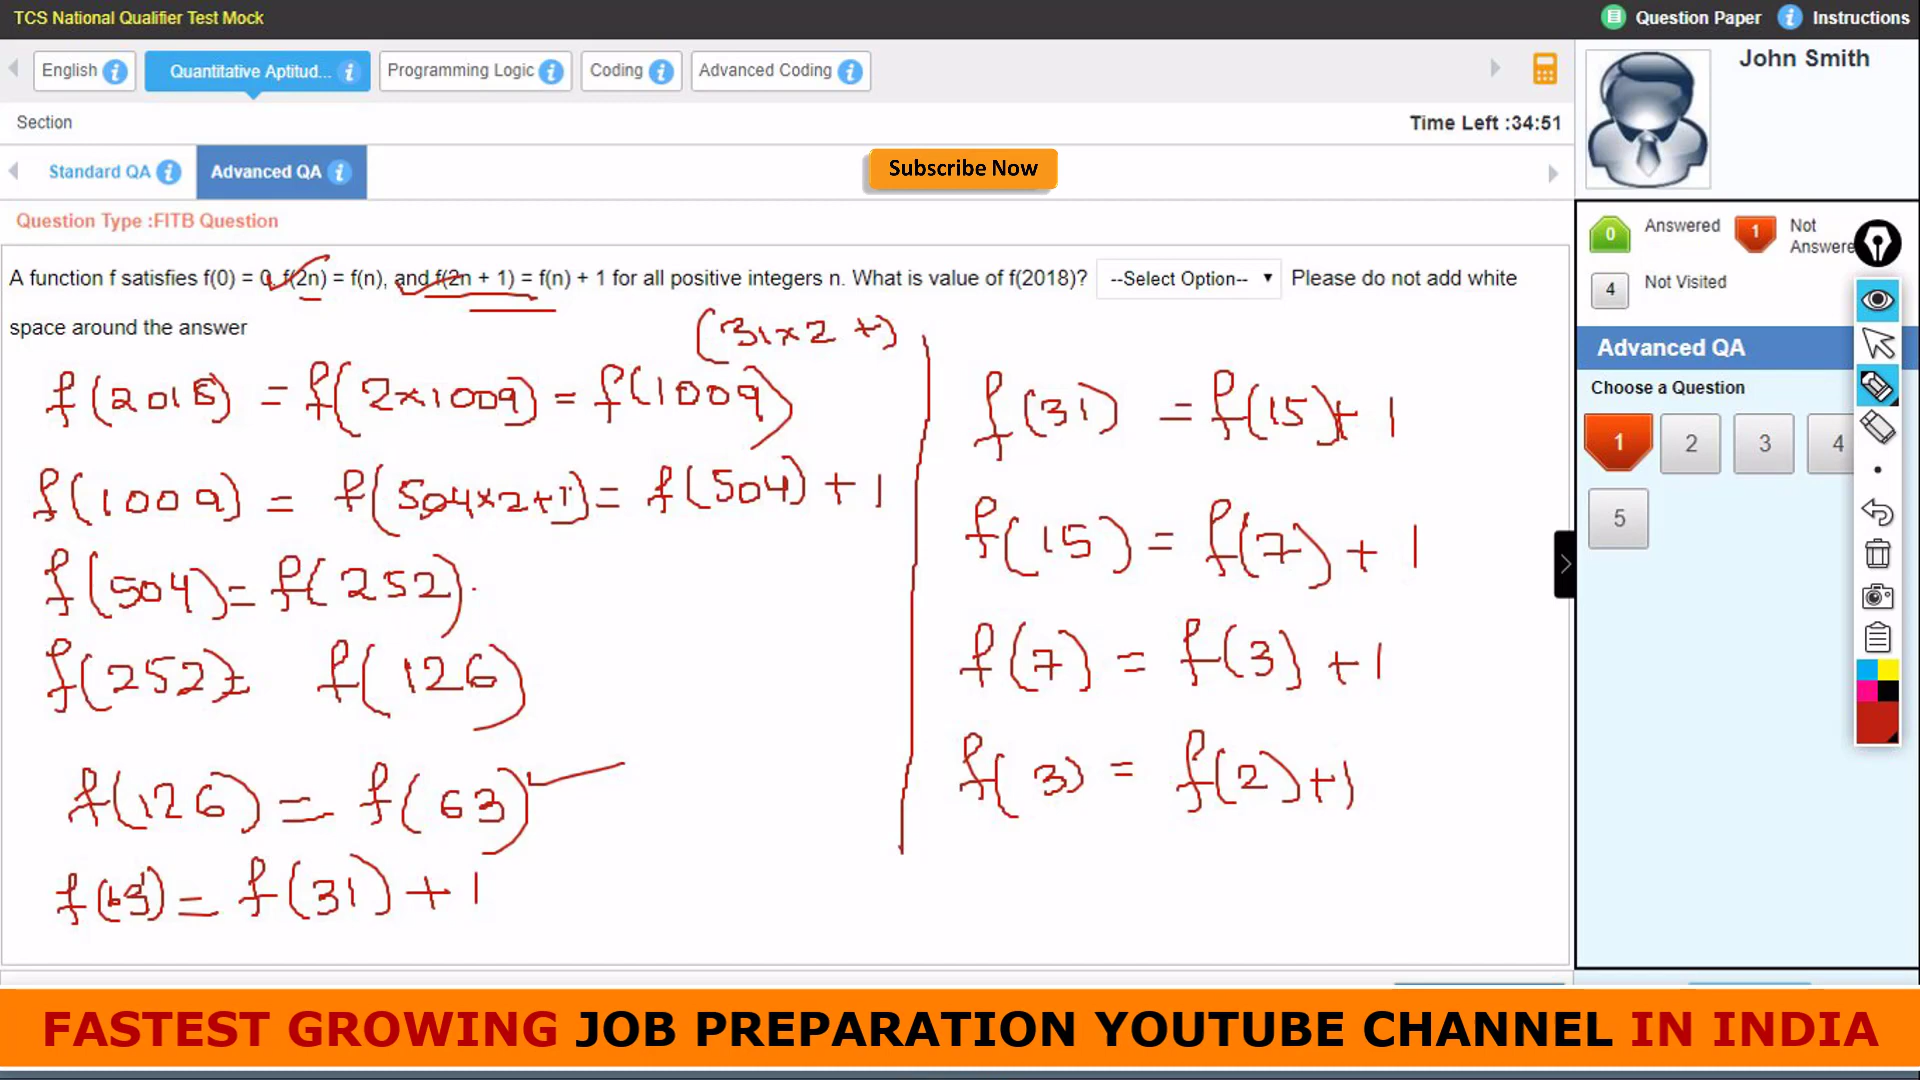 TCS National Qualifier Test Mock
Question Paper
Instructions
English
Quantitative Aptitud...
Programming Logic
Coding
Advanced Coding
John Smith
Section
Time Left :34:51
Standard QA
Advanced QA
Subscribe Now
Question Type :FITB Question
0 Answered
1 Not Answere
4 Not Visited
A function f satisfies f(0) = 0, f(2n) = f(n), and f(2n + 1) = f(n) + 1 for all positive integers n. What is value of f(2018)? --Select Option-- Please do not add white
space around the answer
(31×2 +)
f(2018) = f(2×1009) = f(1009)
f(1009) = f(504×2+1) = f(504) + 1
f(504) = f(252)
f(252) = f(126)
f(126) = f(63)
f(63) = f(31) + 1
f(31) = f(15) + 1
f(15) = f(7) + 1
f(7) = f(3) + 1
f(3) = f(2) + 1
Advanced QA
Choose a Question
1 2 3 4
5
FASTEST GROWING JOB PREPARATION YOUTUBE CHANNEL IN INDIA